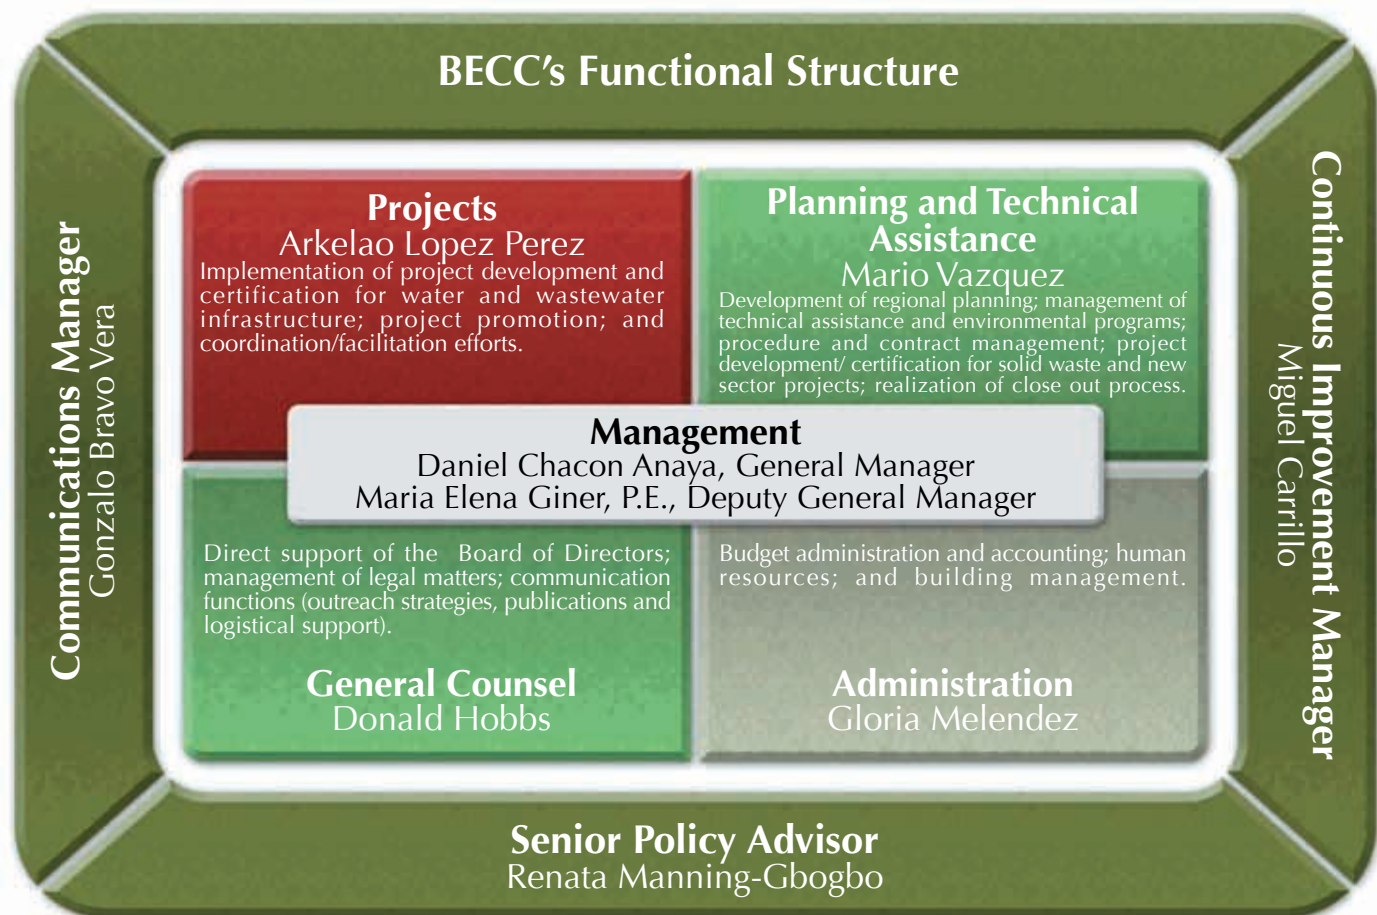 BECC's Functional Structure
Communications Manager
Gonzalo Bravo Vera
Projects
Arkelao Lopez Perez
Implementation of project development and
certification for water and wastewater
infrastructure; project promotion; and
coordination/facilitation efforts.
Planning and Technical
Assistance
Mario Vazquez
Development of regional planning; management of
technical assistance and environmental programs;
procedure and contract management; project
development/ certification for solid waste and new
sector projects; realization of close out process.
Management
Daniel Chacon Anaya, General Manager
Maria Elena Giner, P.E., Deputy General Manager
Direct support of the Board of Directors;
management of legal matters; communication
functions (outreach strategies, publications and
logistical support).
General Counsel
Donald Hobbs
Budget administration and accounting; human
resources; and building management.
Administration
Gloria Melendez
Continuous Improvement Manager
Miguel Carrillo
Senior Policy Advisor
Renata Manning-Gbogbo